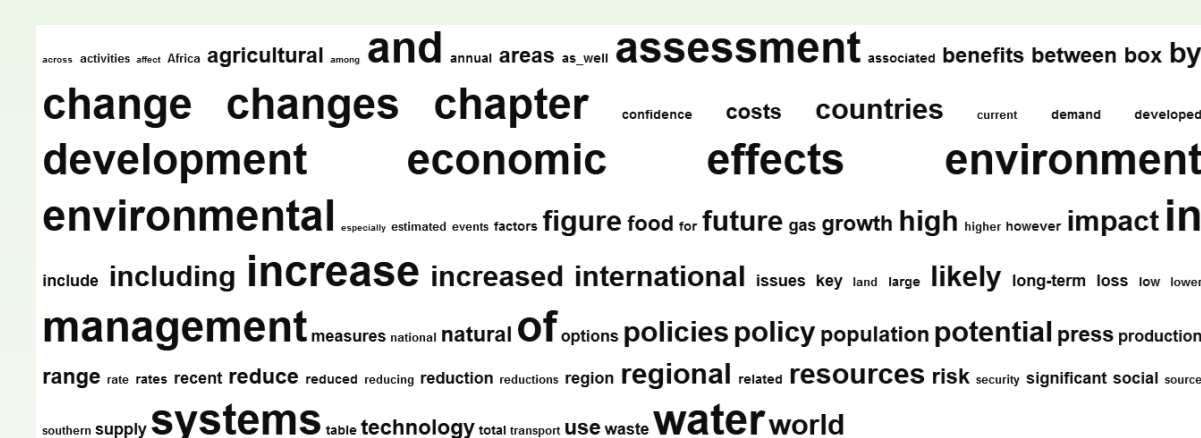 across activities affect Africa agricultural among and annual areas as_well assessment associated benefits between box by
change changes chapter confidence costs countries current demand developed
development economic effects environment
environmental especially estimated events factors figure food for future gas growth high higher however impact in
include including increase increased international issues key land large likely long-term loss low lower
management measures national natural of options policies policy population potential press production
range rate rates recent reduce reduced reducing reduction reductions region regional related resources risk security significant social source
southern supply systems table technology total transport use waste water world